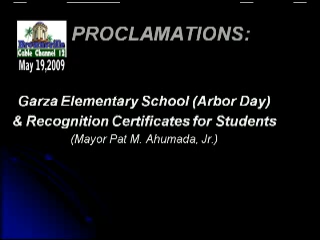 PROCLAMATIONS:
Brownsville
Cable Channel 12
May 19,2009
Garza Elementary School (Arbor Day)
& Recognition Certificates for Students
(Mayor Pat M. Ahumada, Jr.)